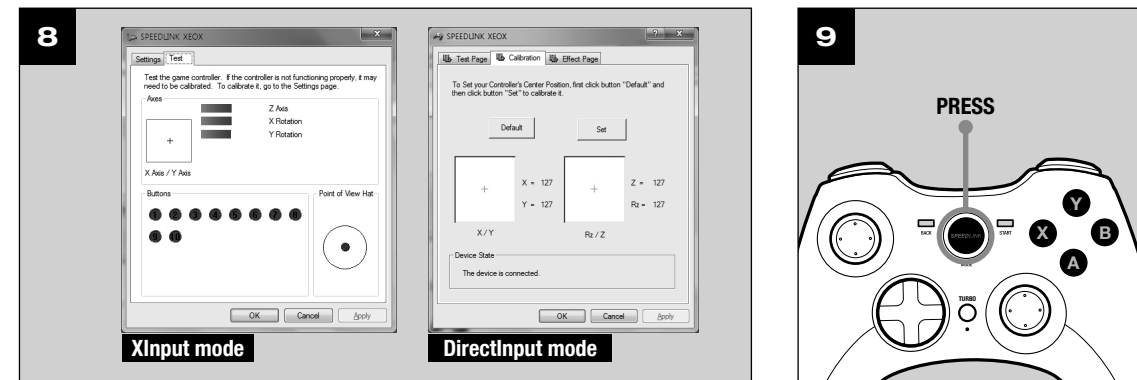 8
SPEEDLINK XEOX
Settings Test
Test the game controller. If the controller is not functioning properly, it may
need to be calibrated. To calibrate it, go to the Settings page.
Axes
Z Axis
X Rotation
Y Rotation
X Axis / Y Axis
Buttons
Point of View Hat
1 2 3 4 5 6 7 8
9 10
OK Cancel Apply
XInput mode
SPEEDLINK XEOX
Test Page Calibration Effect Page
To Set your Controller's Center Position, first click button "Default" and
then click button "Set" to calibrate it.
Default Set
X = 127
Y = 127
X / Y
Z = 127
Rz = 127
Rz / Z
Device State
The device is connected.
OK Cancel Apply
DirectInput mode
9
PRESS
BACK
SPEEDLINK
START
MODE
Y
X
B
A
TURBO